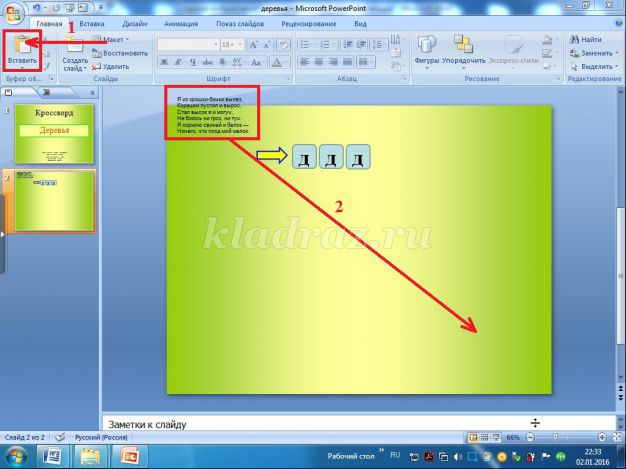 деревья - Microsoft PowerPoint
Главная Вставка Дизайн Анимация Показ слайдов Рецензирование Вид
1
Вставить
Буфер об...
Создать слайд
Макет
Восстановить
Удалить
Слайды
18
Ж К Ч
Шрифт
Абзац
Фигуры Упорядочить Экспресс-стили
Рисование
Найти
Заменить
Выделить
Редактирование
1
Кроссворд
Деревья
2
Я из крошки-бочки вылез,
Корешки пустил и вырос,
Стал высок я и могуч,
Не боюсь ни гроз, ни туч.
Я кормлю свиней и белок —
Ничего, что плод мой мелок.
д д д
2
kladraz.ru
Заметки к слайду
Слайд 2 из 2 Русский (Россия) 66%
Рабочий стол » RU 22:33
02.01.2016